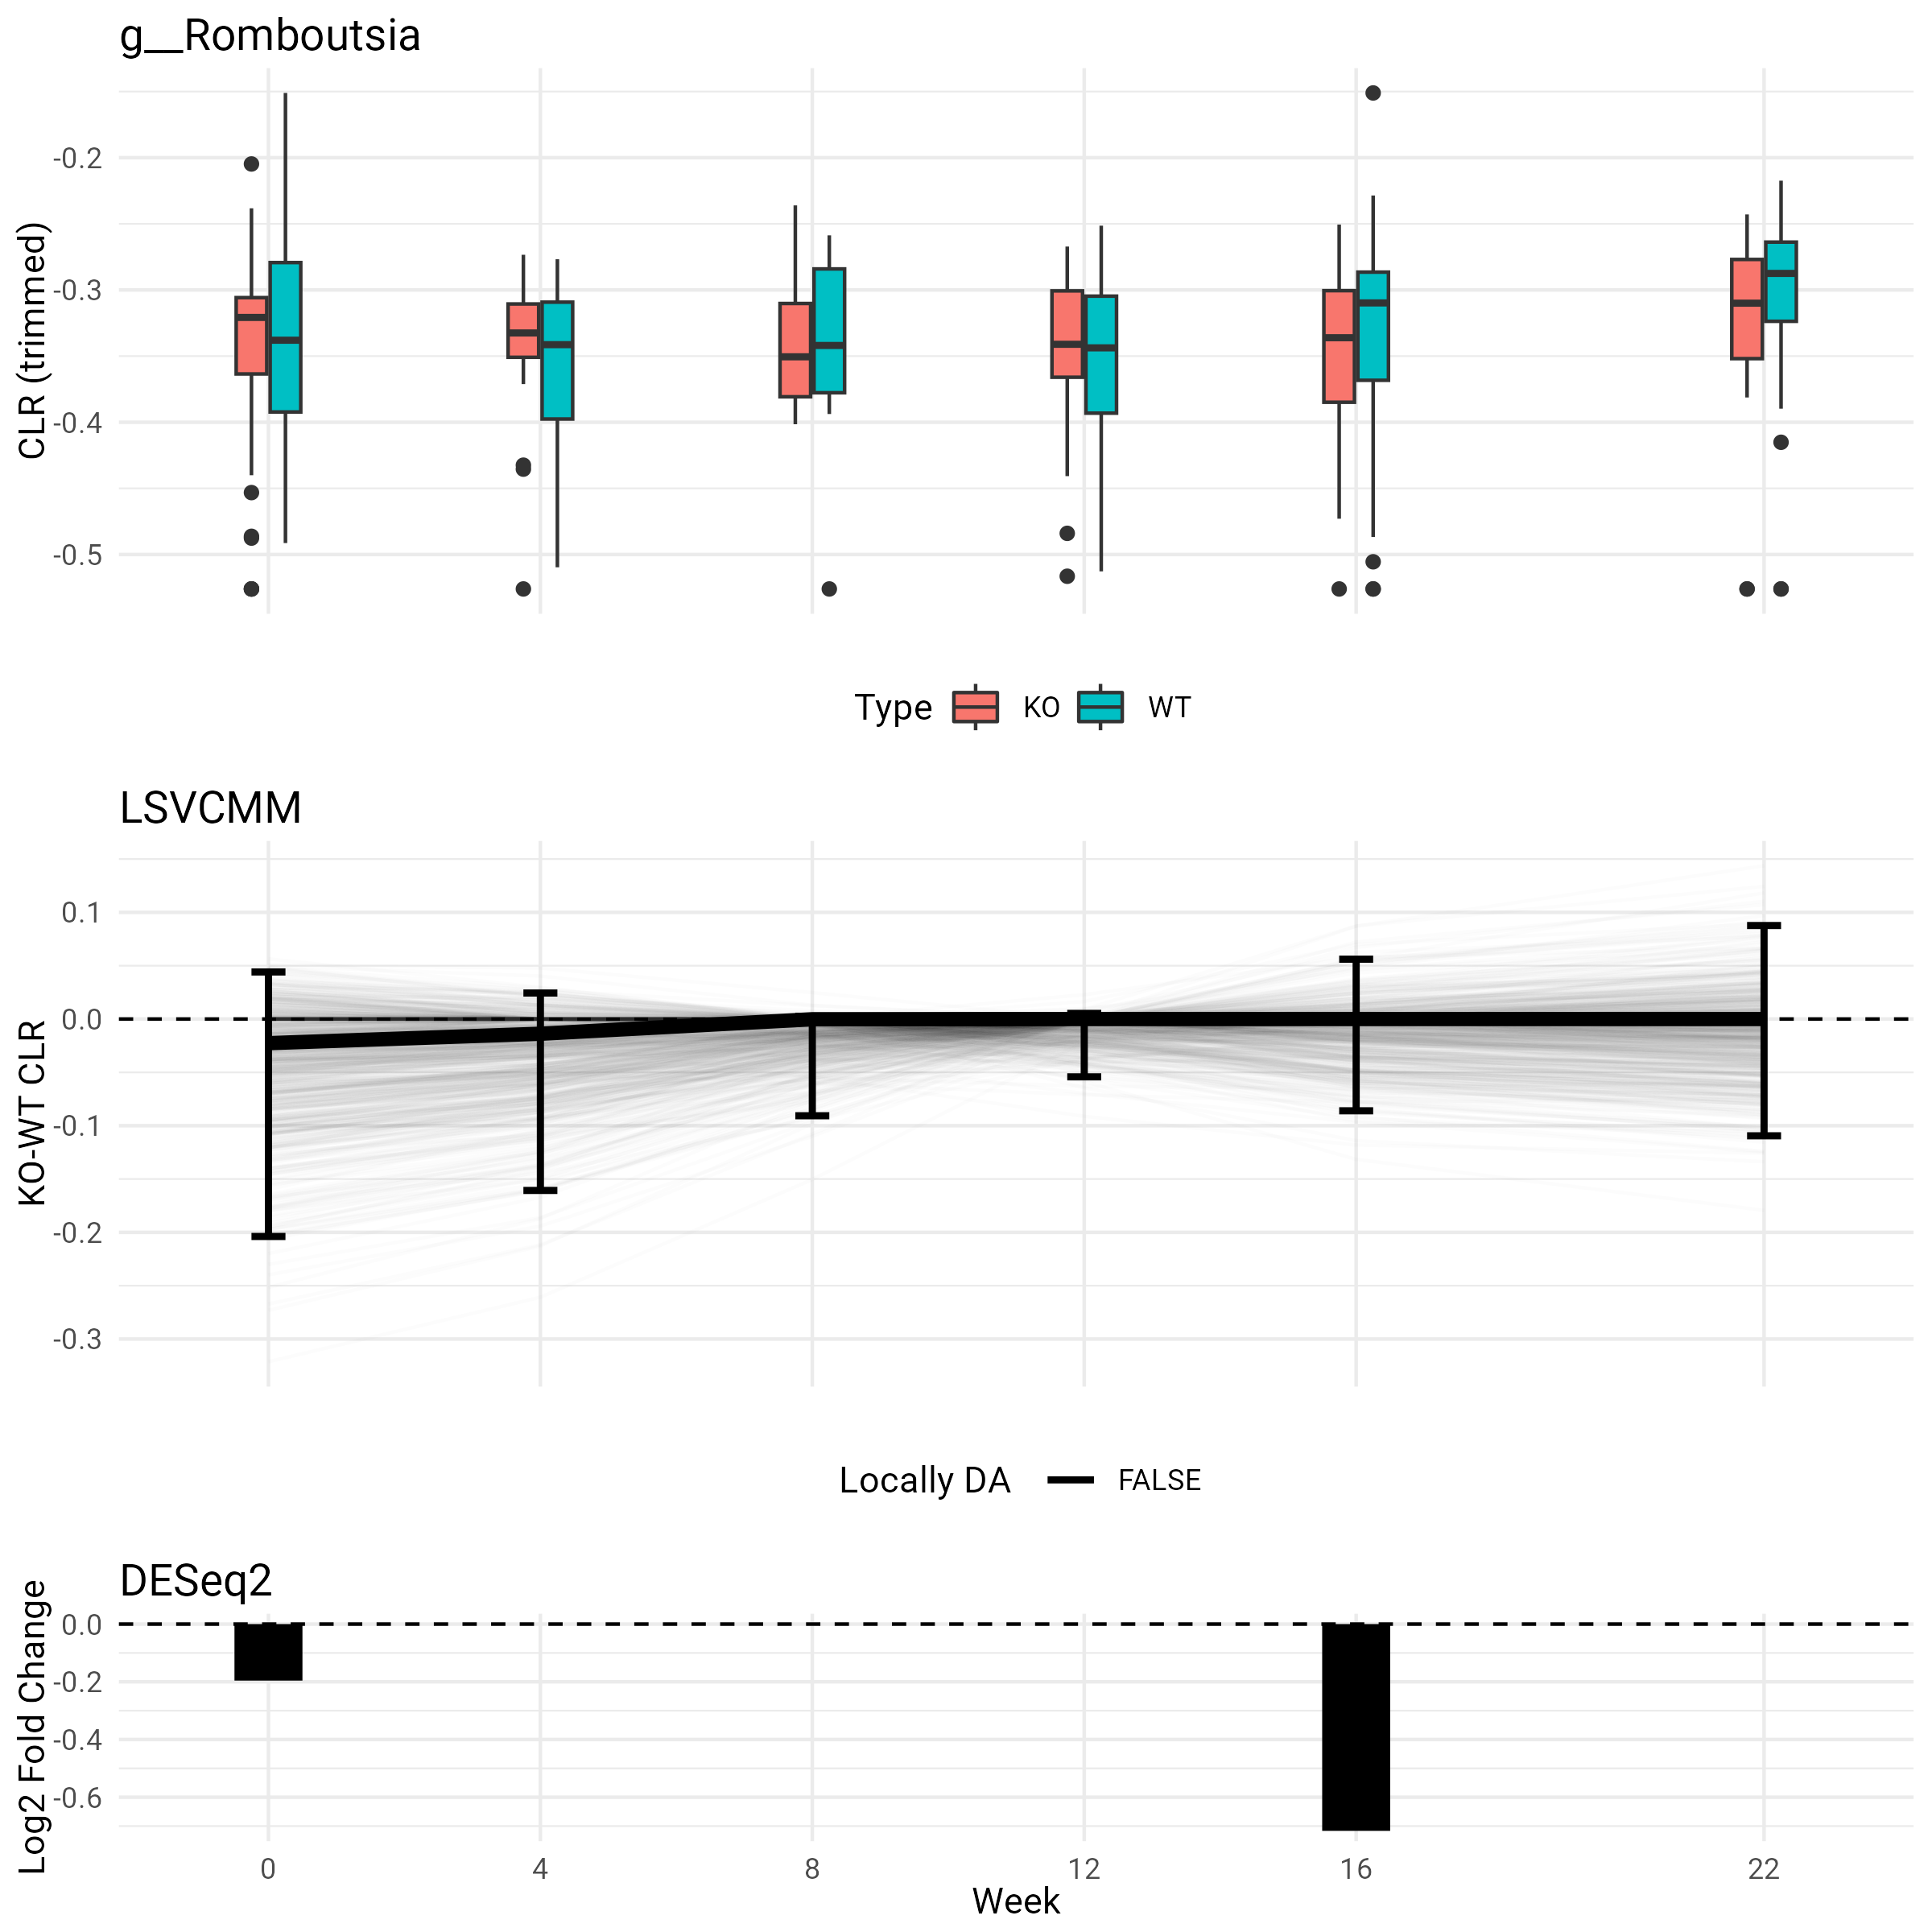 g__Romboutsia
CLR (trimmed)
-0.2
-0.3
-0.4
-0.5
Type KO WT
LSVCMM
KO-WT CLR
0.1
0.0
-0.1
-0.2
-0.3
Locally DA FALSE
DESeq2
Log2 Fold Change
0.0
-0.2
-0.4
-0.6
0 4 8 12 16 22
Week